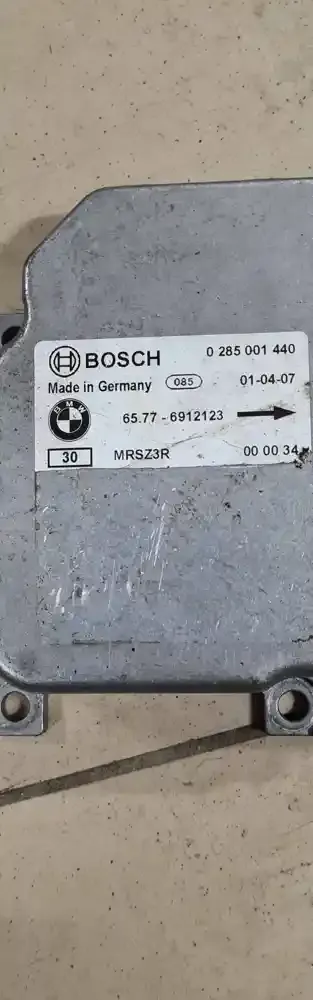 BOSCH 0 285 001 440
Made in Germany 085 01-04-07
BMW 65.77 - 6912123
30 MRSZ3R 00 00 34